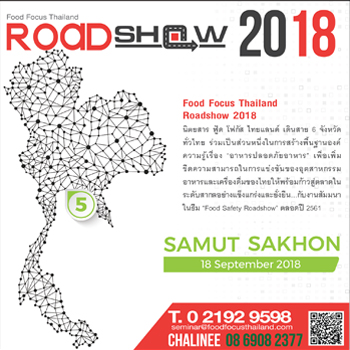 Food Focus Thailand
ROADSHOW 2018
Food Focus Thailand
Roadshow 2018
นิตยสาร ฟู้ด โฟกัส ไทยแลนด์ เดินสาย 6 จังหวัด
ทั่วไทย ร่วมเป็นส่วนหนึ่งในการสร้างพื้นฐานองค์
ความรู้เรื่อง "อาหารปลอดภัยอาหาร" เพื่อเพิ่ม
ขีดความสามารถในการแข่งขันของอุตสาหกรรม
อาหารและเครื่องดื่มของไทยให้พร้อมก้าวสู่ตลาดใน
ระดับสากลอย่างแข็งแกร่งและยั่งยืน...กับงานสัมมนา
ในธีม "Food Safety Roadshow" ตลอดปี 2561
5
SAMUT SAKHON
18 September 2018
T. 0 2192 9598
seminar@foodfocusthailand.com
CHALINEE 08 6908 2377